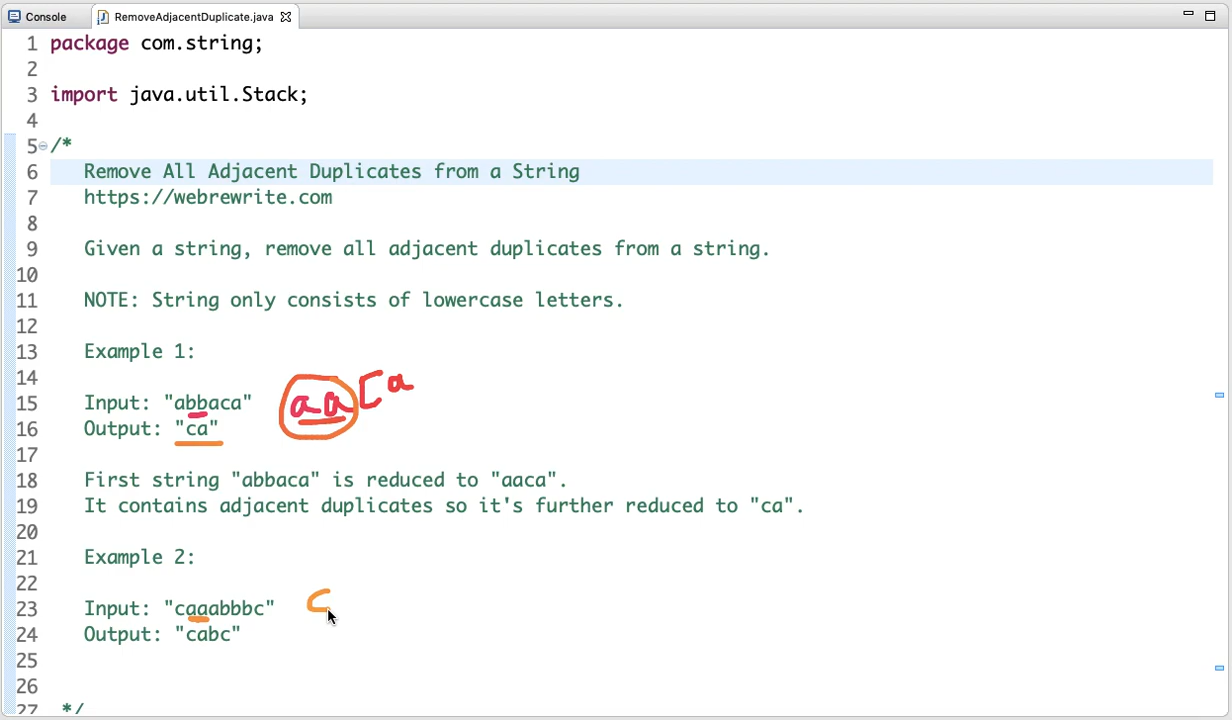 Console RemoveAdjacentDuplicate.java
1 package com.string;
2
3 import java.util.Stack;
4
5 /*
6 Remove All Adjacent Duplicates from a String
7 https://webrewrite.com
8
9 Given a string, remove all adjacent duplicates from a string.
10
11 NOTE: String only consists of lowercase letters.
12
13 Example 1:
14
15 Input: "abbaca" aaca
16 Output: "ca"
17
18 First string "abbaca" is reduced to "aaca".
19 It contains adjacent duplicates so it's further reduced to "ca".
20
21 Example 2:
22
23 Input: "caaabbbc" c
24 Output: "cabc"
25
26
27 */